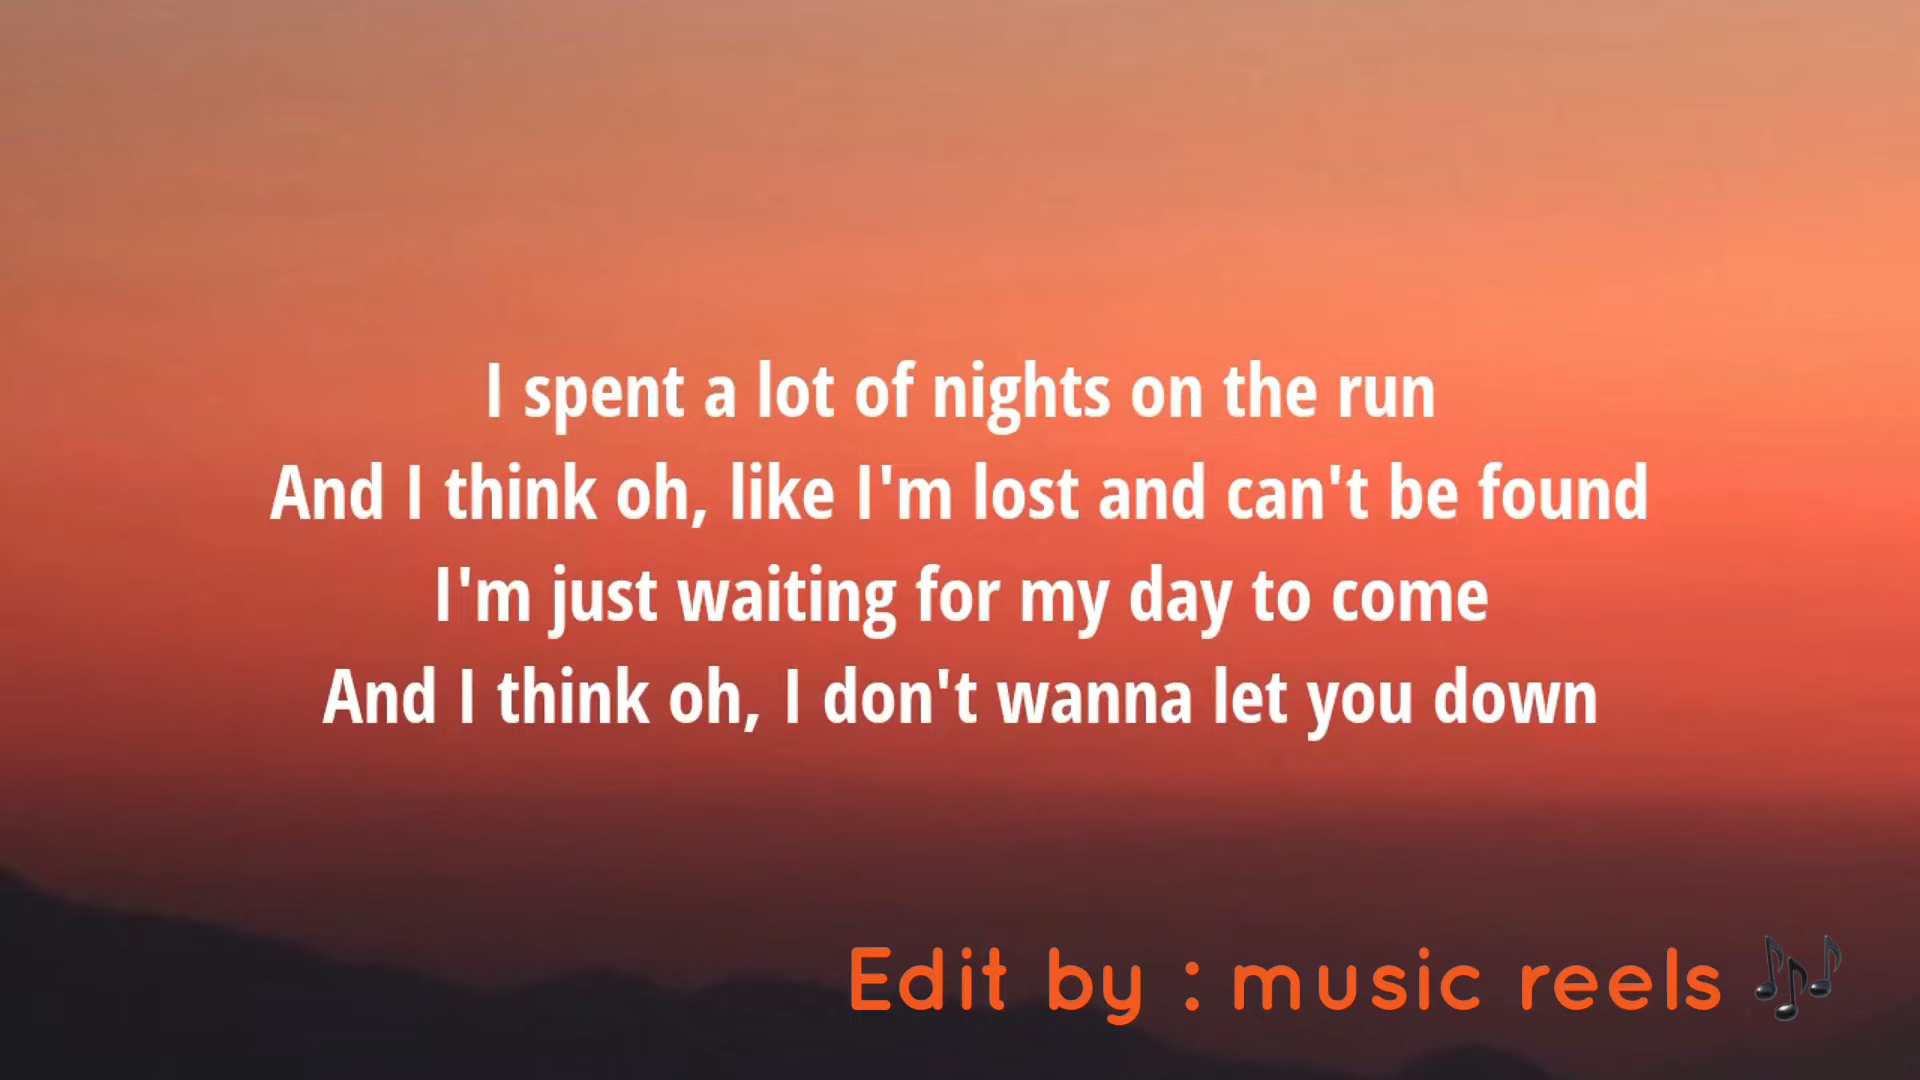 I spent a lot of nights on the run
And I think oh, like I'm lost and can't be found
I'm just waiting for my day to come
And I think oh, I don't wanna let you down
Edit by : music reels 🎶